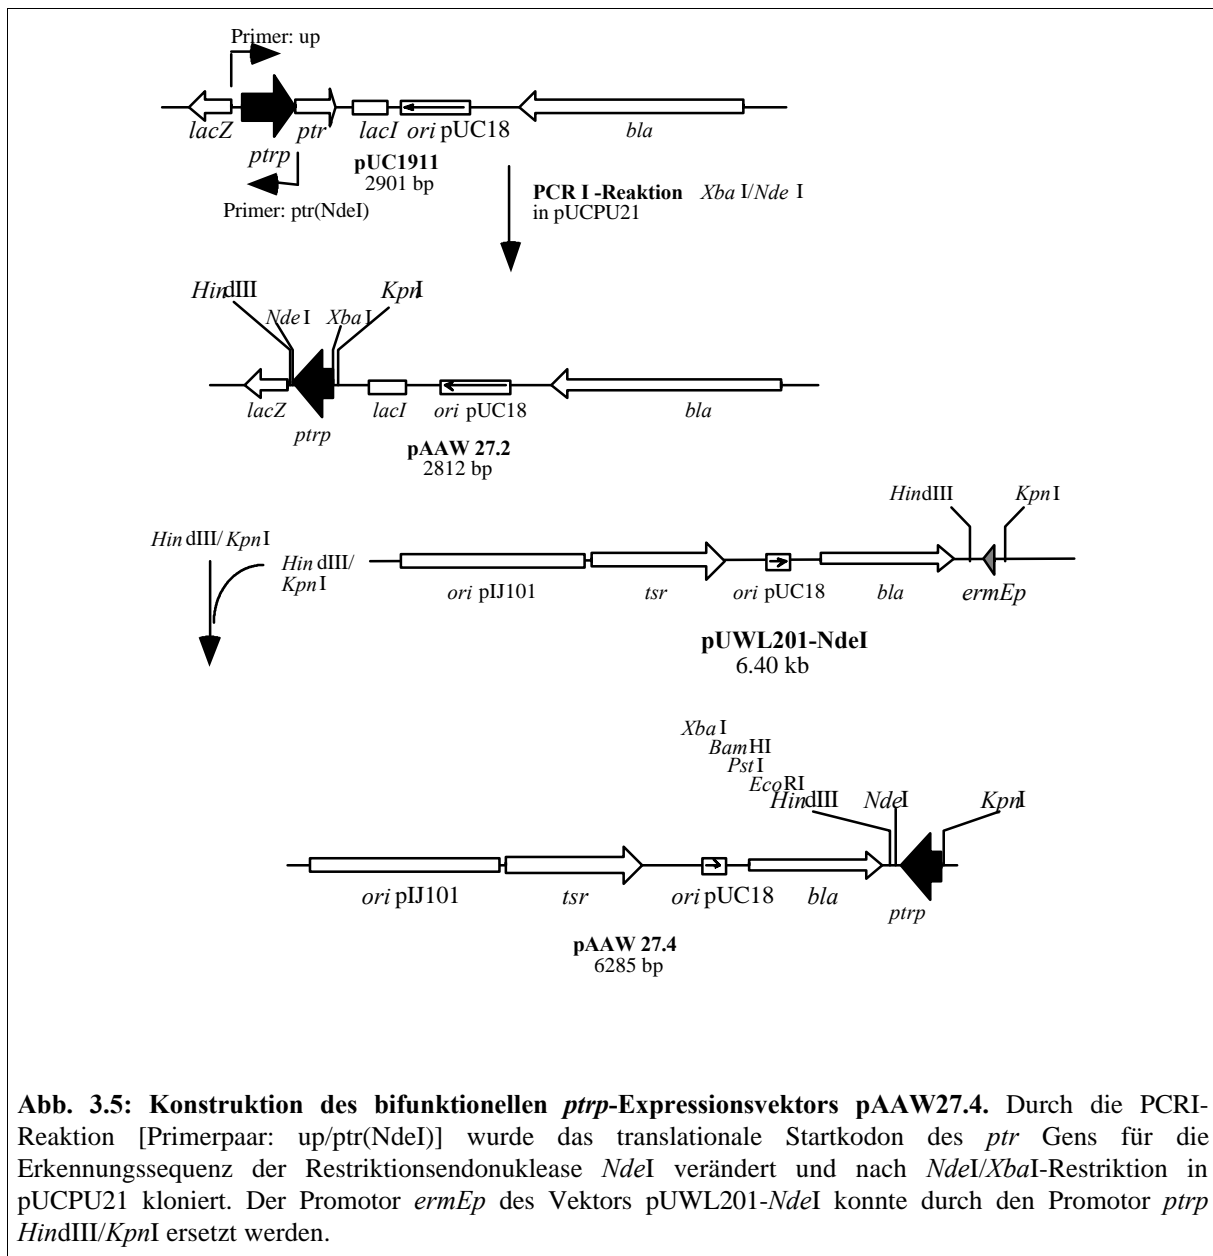 Primer: up
lacZ
ptrp
ptr
lacI
ori pUC18
bla
pUC1911
2901 bp
Primer: ptr(NdeI)
PCR I -Reaktion XbaI/NdeI
in pUCPU21
HindIII
KpnI
NdeI
XbaI
lacZ
ptrp
lacI
ori pUC18
bla
pAAW 27.2
2812 bp
HindIII
KpnI
HindIII/KpnI
HindIII/
KpnI
ori pIJ101
tsr
ori pUC18
bla
ermEp
pUWL201-NdeI
6.40 kb
XbaI
BamHI
PstI
EcoRI
HindIII
NdeI
KpnI
ori pIJ101
tsr
ori pUC18
bla
ptrp
pAAW 27.4
6285 bp
Abb. 3.5: Konstruktion des bifunktionellen ptrp-Expressionsvektors pAAW27.4. Durch die PCRI-
Reaktion [Primerpaar: up/ptr(NdeI)] wurde das translationale Startkodon des ptr Gens für die
Erkennungssequenz der Restriktionsendonuklease NdeI verändert und nach NdeI/XbaI-Restriktion in
pUCPU21 kloniert. Der Promotor ermEp des Vektors pUWL201-NdeI konnte durch den Promotor ptrp
HindIII/KpnI ersetzt werden.